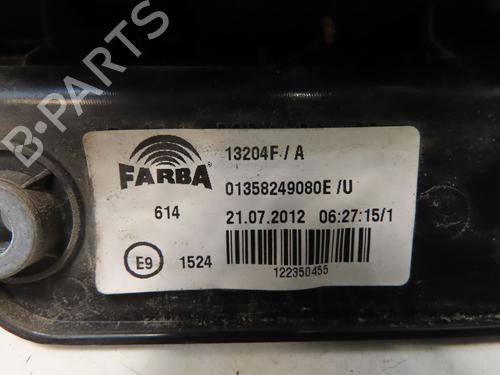 B-PARTS
FARBA
13204F / A
01358249080E /U
614
21.07.2012 06:27:15/1
E9
1524
122350455